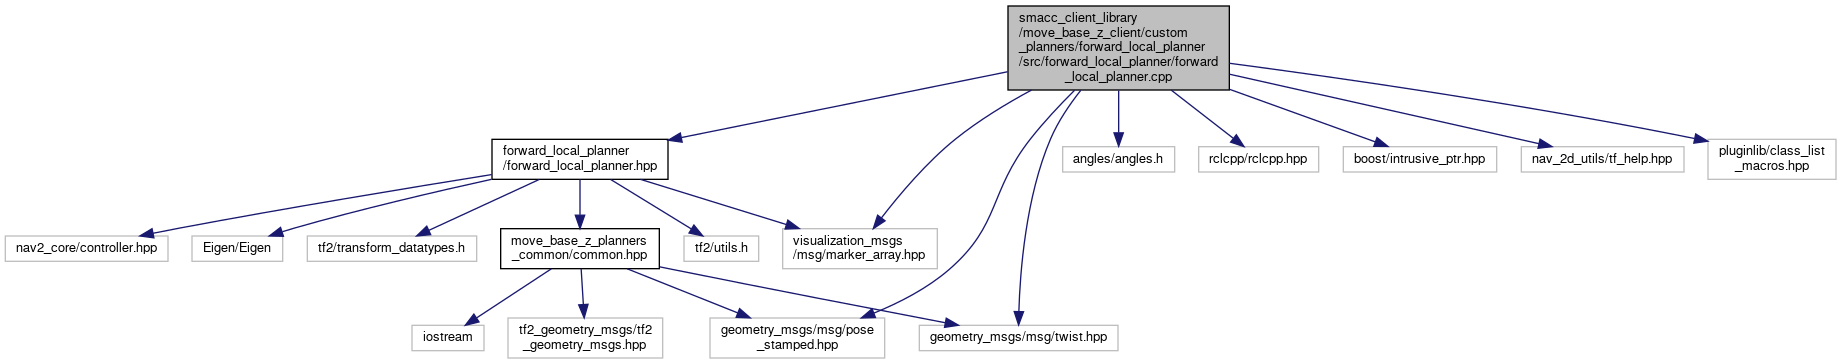 smacc_client_library
/move_base_z_client/custom
_planners/forward_local_planner
/src/forward_local_planner/forward
_local_planner.cpp
forward_local_planner
/forward_local_planner.hpp
angles/angles.h
rclcpp/rclcpp.hpp
boost/intrusive_ptr.hpp
nav_2d_utils/tf_help.hpp
pluginlib/class_list
_macros.hpp
nav2_core/controller.hpp
Eigen/Eigen
tf2/transform_datatypes.h
move_base_z_planners
_common/common.hpp
tf2/utils.h
visualization_msgs
/msg/marker_array.hpp
iostream
tf2_geometry_msgs/tf2
_geometry_msgs.hpp
geometry_msgs/msg/pose
_stamped.hpp
geometry_msgs/msg/twist.hpp